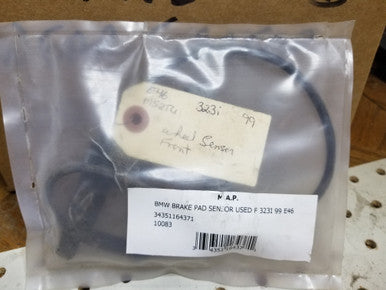 E46
323i 99
wheel Sensor
Front
M.A.P.
BMW BRAKE PAD SENSOR USED F 323I 99 E46
34351164371
10083